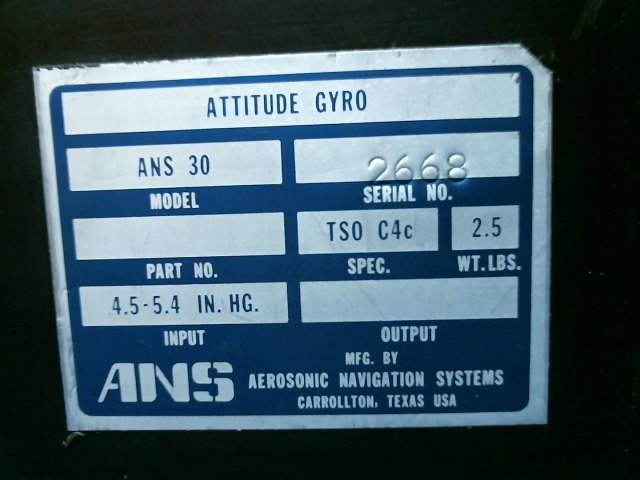 ATTITUDE GYRO
ANS 30 2668
MODEL SERIAL NO.
TSO C4c 2.5
PART NO. SPEC. WT. LBS.
4.5-5.4 IN. HG.
INPUT OUTPUT
MFG. BY
ANS AEROSONIC NAVIGATION SYSTEMS
CARROLLTON, TEXAS USA